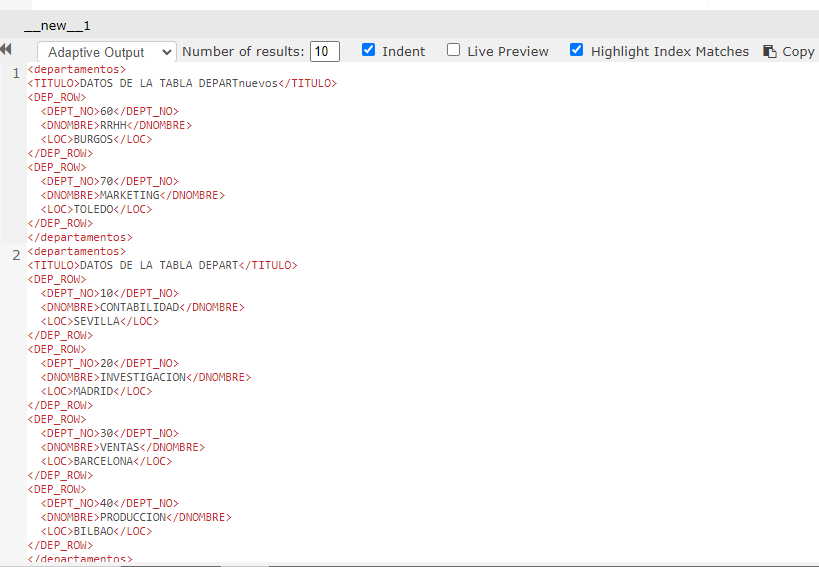 __new__1
Adaptive Output Number of results: 10 Indent Live Preview Highlight Index Matches Copy
1 <departamentos>
<TITULO>DATOS DE LA TABLA DEPARTnuevos</TITULO>
<DEP_ROW>
<DEPT_NO>60</DEPT_NO>
<DNOMBRE>RRHH</DNOMBRE>
<LOC>BURGOS</LOC>
</DEP_ROW>
<DEP_ROW>
<DEPT_NO>70</DEPT_NO>
<DNOMBRE>MARKETING</DNOMBRE>
<LOC>TOLEDO</LOC>
</DEP_ROW>
</departamentos>
2 <departamentos>
<TITULO>DATOS DE LA TABLA DEPART</TITULO>
<DEP_ROW>
<DEPT_NO>10</DEPT_NO>
<DNOMBRE>CONTABILIDAD</DNOMBRE>
<LOC>SEVILLA</LOC>
</DEP_ROW>
<DEP_ROW>
<DEPT_NO>20</DEPT_NO>
<DNOMBRE>INVESTIGACION</DNOMBRE>
<LOC>MADRID</LOC>
</DEP_ROW>
<DEP_ROW>
<DEPT_NO>30</DEPT_NO>
<DNOMBRE>VENTAS</DNOMBRE>
<LOC>BARCELONA</LOC>
</DEP_ROW>
<DEP_ROW>
<DEPT_NO>40</DEPT_NO>
<DNOMBRE>PRODUCCION</DNOMBRE>
<LOC>BILBAO</LOC>
</DEP_ROW>
</departamentos>